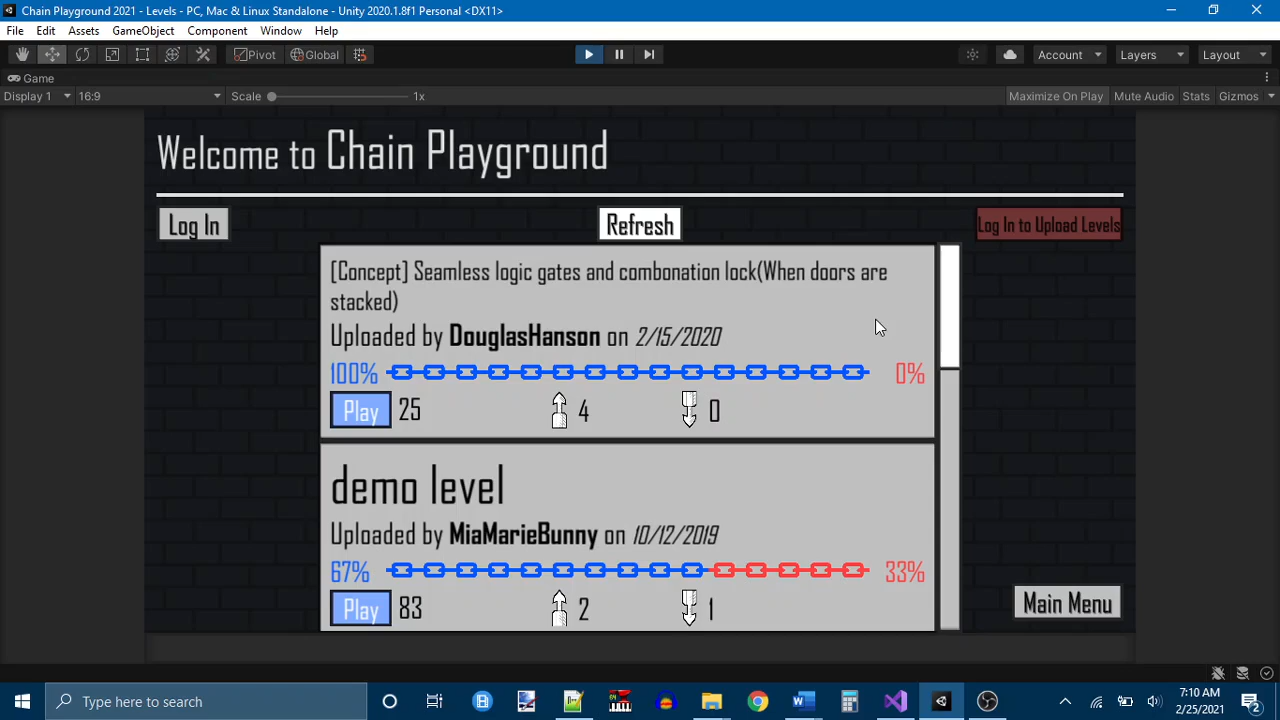 Chain Playground 2021 - Levels - PC, Mac & Linux Standalone - Unity 2020.1.8f1 Personal <DX11>
File Edit Assets GameObject Component Window Help
Pivot Global Account Layers Layout
Game
Display 1 16:9 Scale 1x Maximize On Play Mute Audio Stats Gizmos
Welcome to Chain Playground
Log In Refresh Log In to Upload Levels
[Concept] Seamless logic gates and combonation lock(When doors are
stacked)
Uploaded by DouglasHanson on 2/15/2020
100% 0%
Play 25 4 0
demo level
Uploaded by MiaMarieBunny on 10/12/2019
67% 33%
Play 83 2 1
Main Menu
Type here to search
7:10 AM
2/25/2021
2